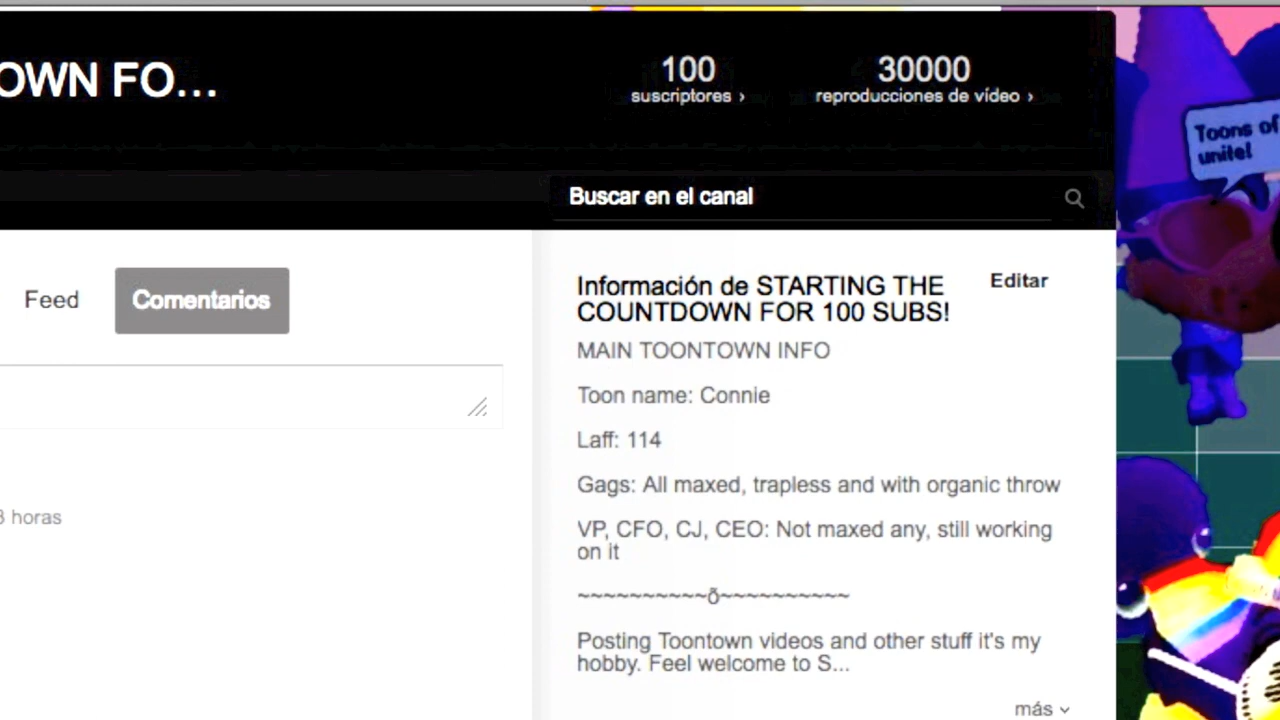 OWN FO...
100
suscriptores ›
30000
reproducciones de vídeo ›
Toons of
unite!
Buscar en el canal
Feed
Comentarios
Información de STARTING THE
COUNTDOWN FOR 100 SUBS!
Editar
MAIN TOONTOWN INFO
Toon name: Connie
Laff: 114
Gags: All maxed, trapless and with organic throw
VP, CFO, CJ, CEO: Not maxed any, still working
on it
3 horas
~~~~~~~~~~ð~~~~~~~~~~
Posting Toontown videos and other stuff it's my
hobby. Feel welcome to S...
más